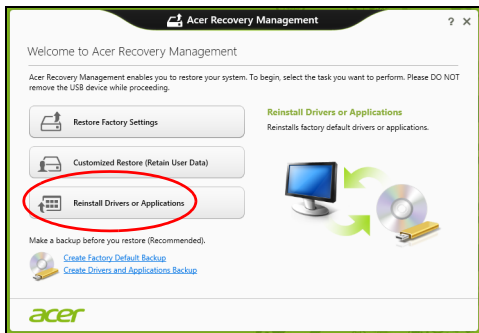 Acer Recovery Management
? X
Welcome to Acer Recovery Management
Acer Recovery Management enables you to restore your system. To begin, select the task you want to perform. Please DO NOT
remove the USB device while proceeding.
Restore Factory Settings
Customized Restore (Retain User Data)
Reinstall Drivers or Applications
Reinstall Drivers or Applications
Reinstalls factory default drivers or applications.
Make a backup before you restore (Recommended).
Create Factory Default Backup
Create Drivers and Applications Backup
acer